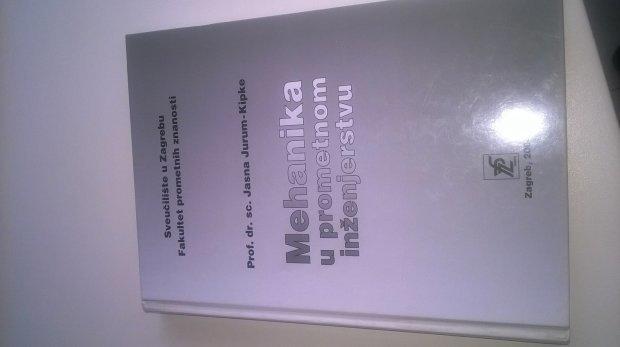 Sveučilište u Zagrebu
Fakultet prometnih znanosti
Prof. dr. sc. Jasna Jurum-Kipke
Mehanika
u prometnom
inženjerstvu
Zagreb,